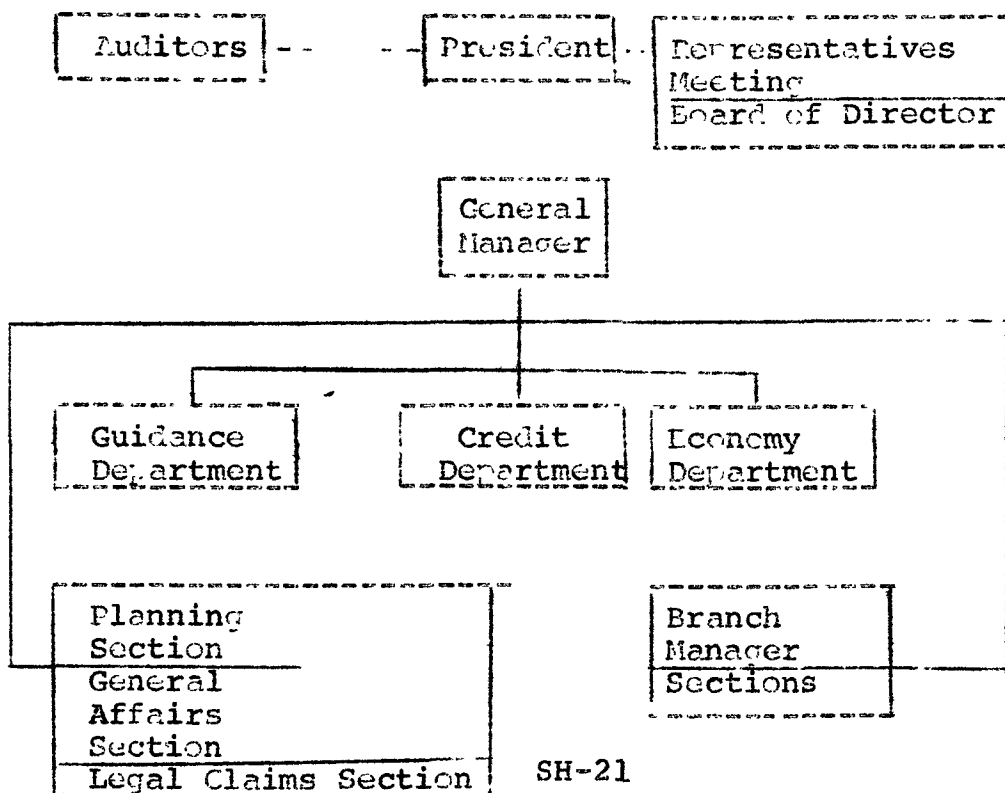 Auditors
President
Representatives
Meeting
Board of Director
General
Manager
Guidance
Department
Credit
Department
Economy
Department
Planning
Section
General
Affairs
Section
Legal Claims Section
Branch
Manager
Sections
SH-21